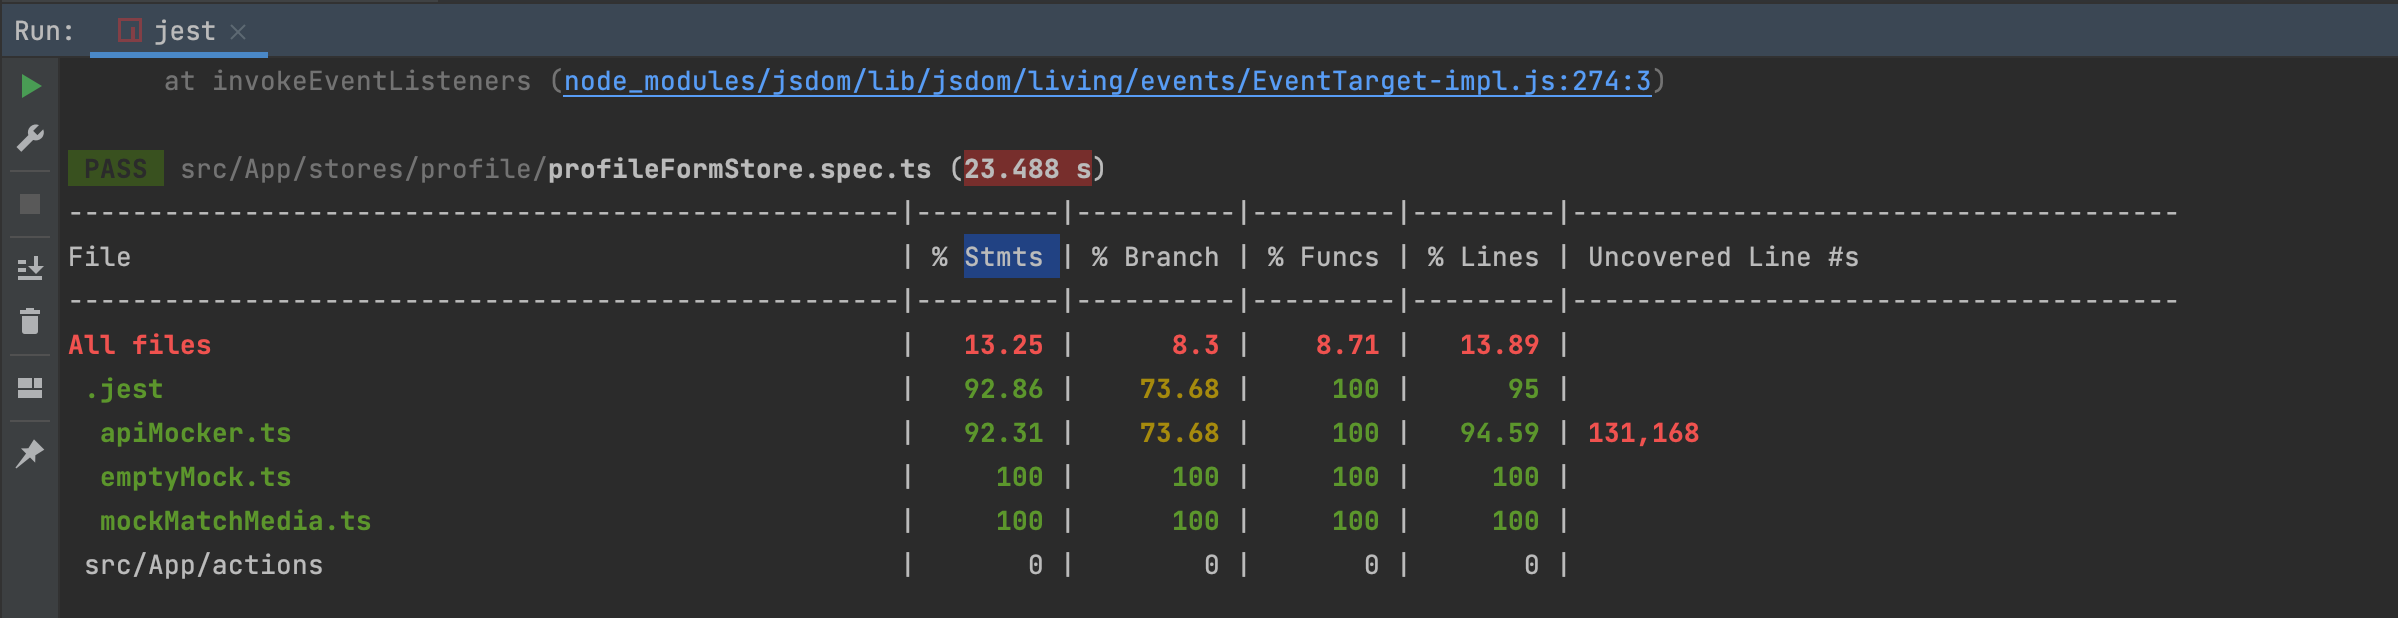 Run: jest ×
at invokeEventListeners (node_modules/jsdom/lib/jsdom/living/events/EventTarget-impl.js:274:3)
PASS src/App/stores/profile/profileFormStore.spec.ts (23.488 s)
----------------------------------------------------|---------|----------|---------|---------|--------------------------------------
File | % Stmts | % Branch | % Funcs | % Lines | Uncovered Line #s
----------------------------------------------------|---------|----------|---------|---------|--------------------------------------
All files | 13.25 | 8.3 | 8.71 | 13.89 |
.jest | 92.86 | 73.68 | 100 | 95 |
apiMocker.ts | 92.31 | 73.68 | 100 | 94.59 | 131,168
emptyMock.ts | 100 | 100 | 100 | 100 |
mockMatchMedia.ts | 100 | 100 | 100 | 100 |
src/App/actions | 0 | 0 | 0 | 0 |